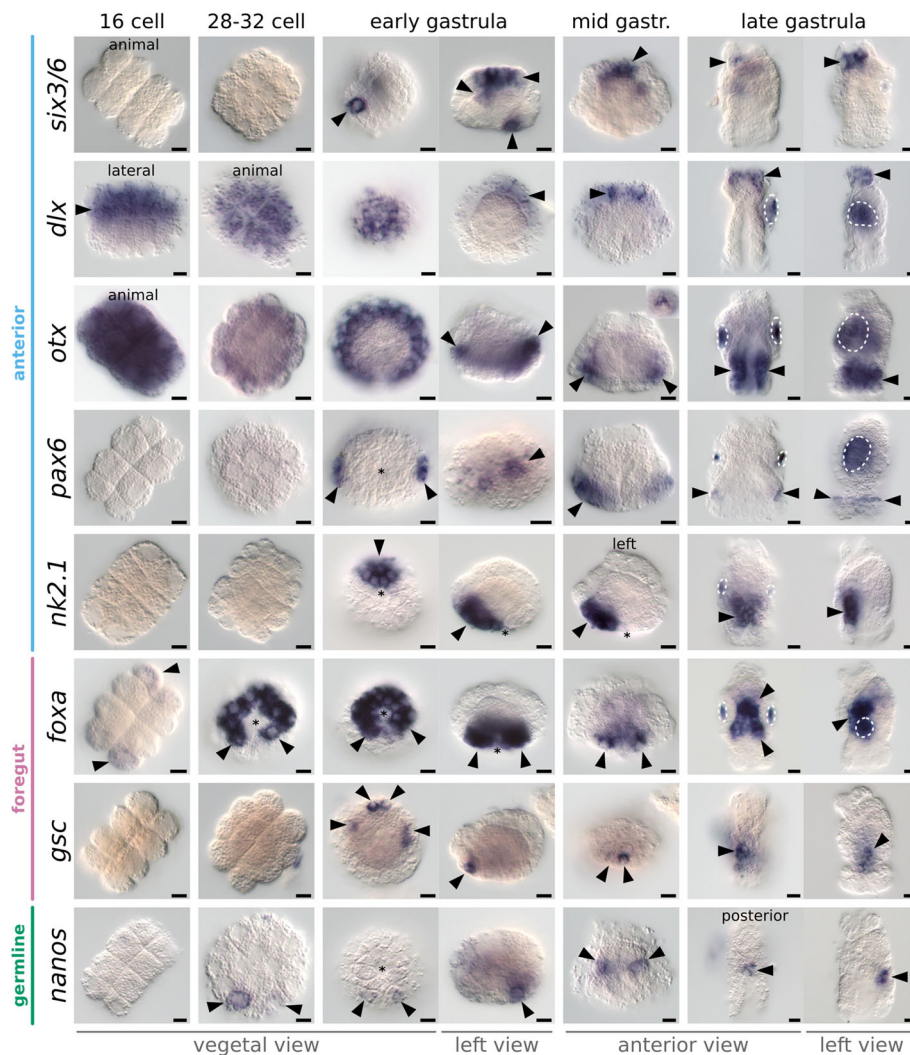 16 cell 28-32 cell early gastrula mid gastr. late gastrula
anterior
six3/6
animal
dlx
lateral
animal
otx
animal
pax6
*
nk2.1
*
*
left
*
foregut
foxa
*
*
*
gsc
germline
nanos
*
posterior
vegetal view left view anterior view left view